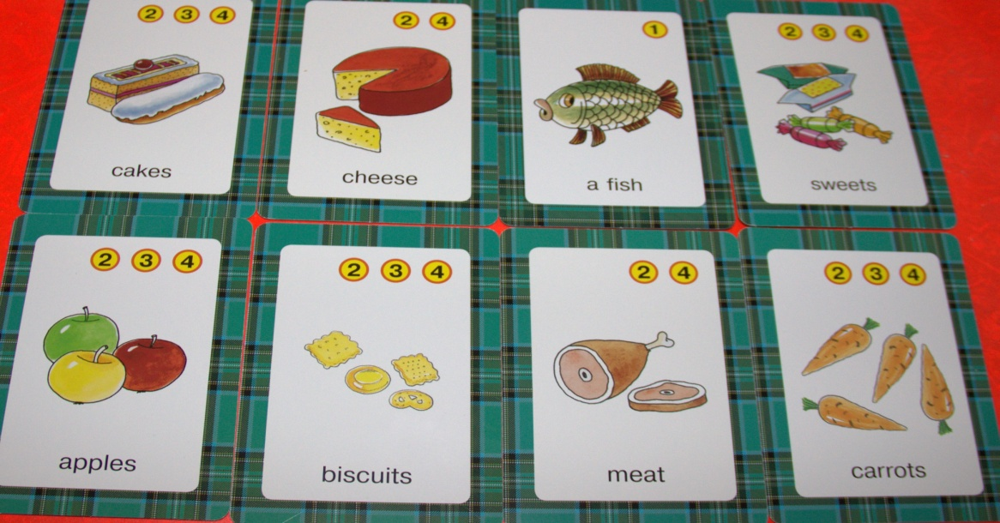 2 3 4
cakes
2 4
cheese
1
a fish
2 3 4
sweets
2 3 4
apples
2 3 4
biscuits
2 4
meat
2 3 4
carrots